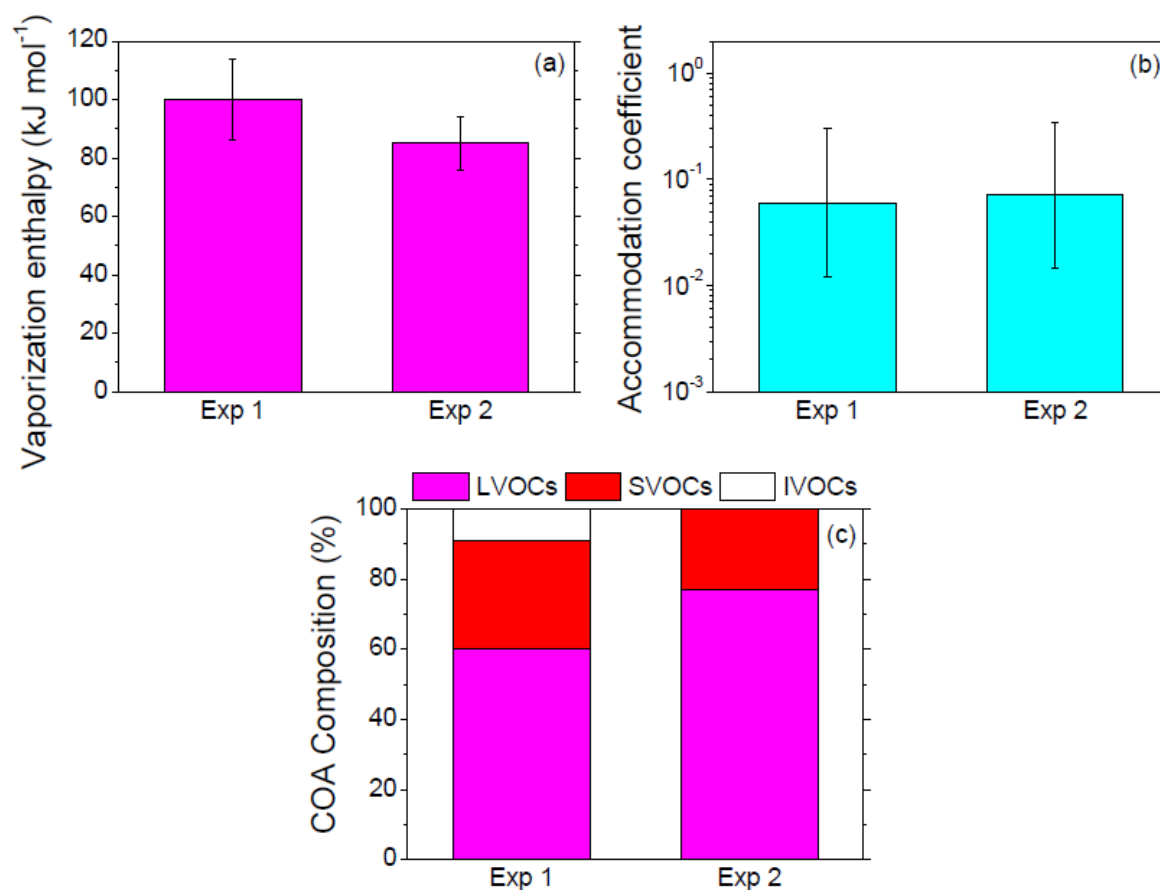 Vaporization enthalpy (kJ mol⁻¹)
120
100
80
60
40
20
0
(a)
Exp 1
Exp 2
Accommodation coefficient
10⁰
10⁻¹
10⁻²
10⁻³
(b)
Exp 1
Exp 2
LVOCs SVOCs IVOCs
COA Composition (%)
100
80
60
40
20
0
(c)
Exp 1
Exp 2